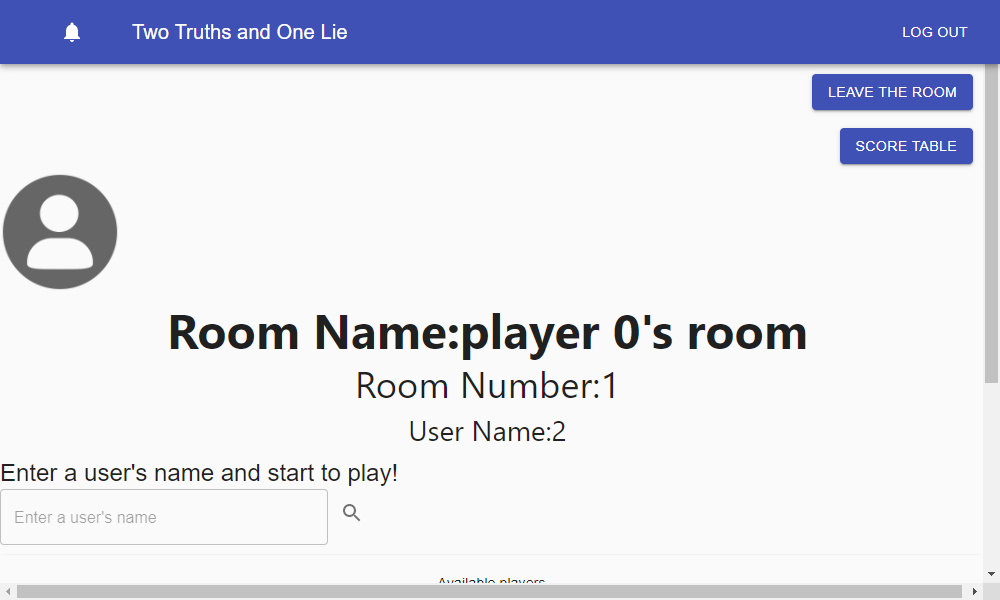 Two Truths and One Lie
LOG OUT
LEAVE THE ROOM
SCORE TABLE
Room Name:player 0's room
Room Number:1
User Name:2
Enter a user's name and start to play!
Enter a user's name
Available players